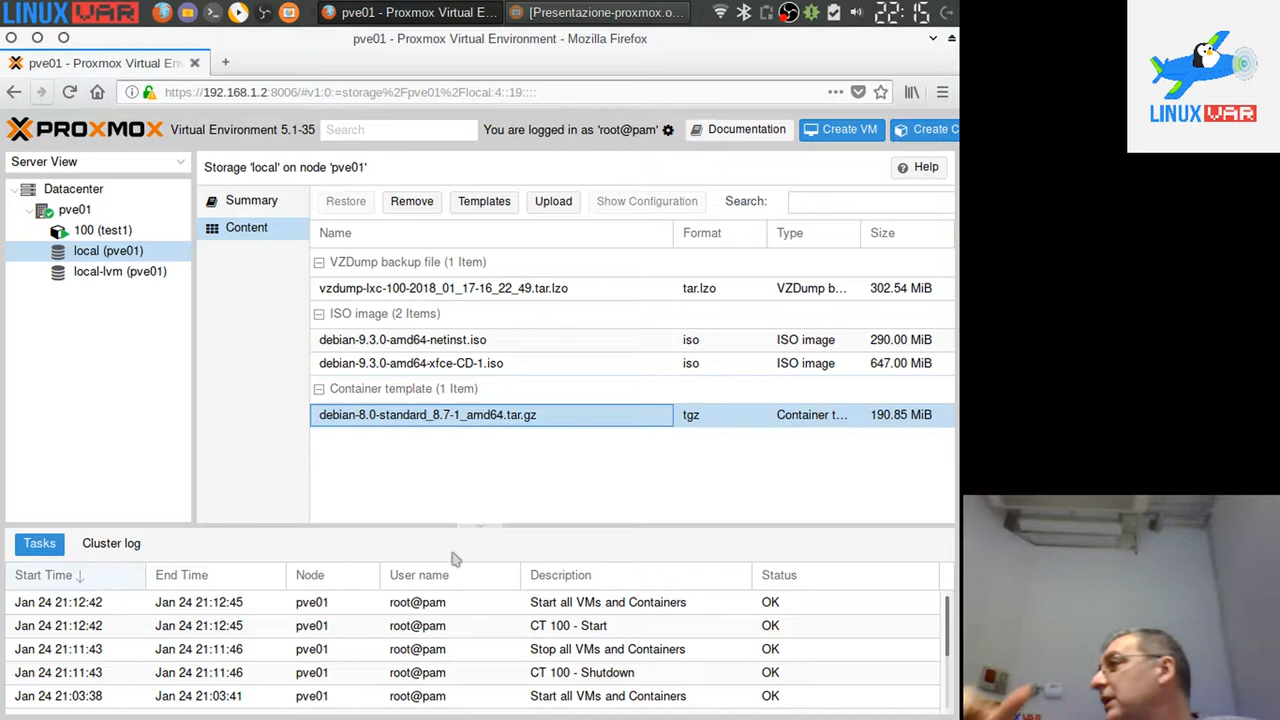 LINUX WAR
pve01 - Proxmox Virtual E...
[Presentazione-proxmox.o...
22:15
pve01 - Proxmox Virtual Environment - Mozilla Firefox
pve01 - Proxmox Virtual En
https://192.168.1.2:8006/#v1:0:=storage%2Fpve01%2Flocal:4::19::::
PROXMOX Virtual Environment 5.1-35
Search
You are logged in as 'root@pam'
Documentation
Create VM
Create C
Server View
Datacenter
pve01
100 (test1)
local (pve01)
local-lvm (pve01)
Storage 'local' on node 'pve01'
Help
Summary
Content
Restore
Remove
Templates
Upload
Show Configuration
Search:
Name Format Type Size
VZDump backup file (1 Item)
vzdump-lxc-100-2018_01_17-16_22_49.tar.lzo tar.lzo VZDump b... 302.54 MiB
ISO image (2 Items)
debian-9.3.0-amd64-netinst.iso iso ISO image 290.00 MiB
debian-9.3.0-amd64-xfce-CD-1.iso iso ISO image 647.00 MiB
Container template (1 Item)
debian-8.0-standard_8.7-1_amd64.tar.gz tgz Container t... 190.85 MiB
Tasks
Cluster log
Start Time End Time Node User name Description Status
Jan 24 21:12:42 Jan 24 21:12:45 pve01 root@pam Start all VMs and Containers OK
Jan 24 21:12:42 Jan 24 21:12:45 pve01 root@pam CT 100 - Start OK
Jan 24 21:11:43 Jan 24 21:11:46 pve01 root@pam Stop all VMs and Containers OK
Jan 24 21:11:43 Jan 24 21:11:46 pve01 root@pam CT 100 - Shutdown OK
Jan 24 21:03:38 Jan 24 21:03:41 pve01 root@pam Start all VMs and Containers OK
LINUX WAR
LINUX WAR